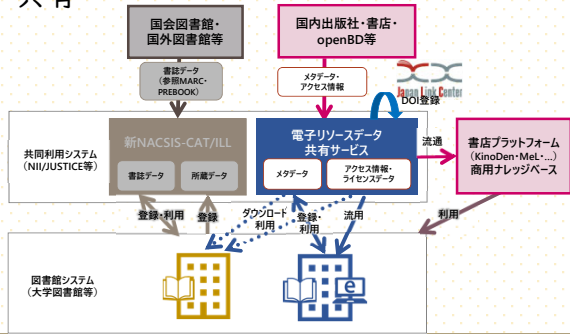 共有
国会図書館・
国外図書館等
国内出版社・書店・
openBD等
書誌データ
(参照MARC・
PREBOOK)
メタデータ・
アクセス情報
Japan Link Center
DOI登録
共同利用システム
(NII/JUSTICE等)
新NACSIS-CAT/ILL
書誌データ
所蔵データ
電子リソースデータ
共有サービス
メタデータ
アクセス情報・
ライセンスデータ
流通
書店プラットフォーム
(KinoDen・MeL・...)
商用ナレッジベース
登録・利用
登録
ダウンロード
利用
登録・
利用
流用
利用
図書館システム
(大学図書館等)
e